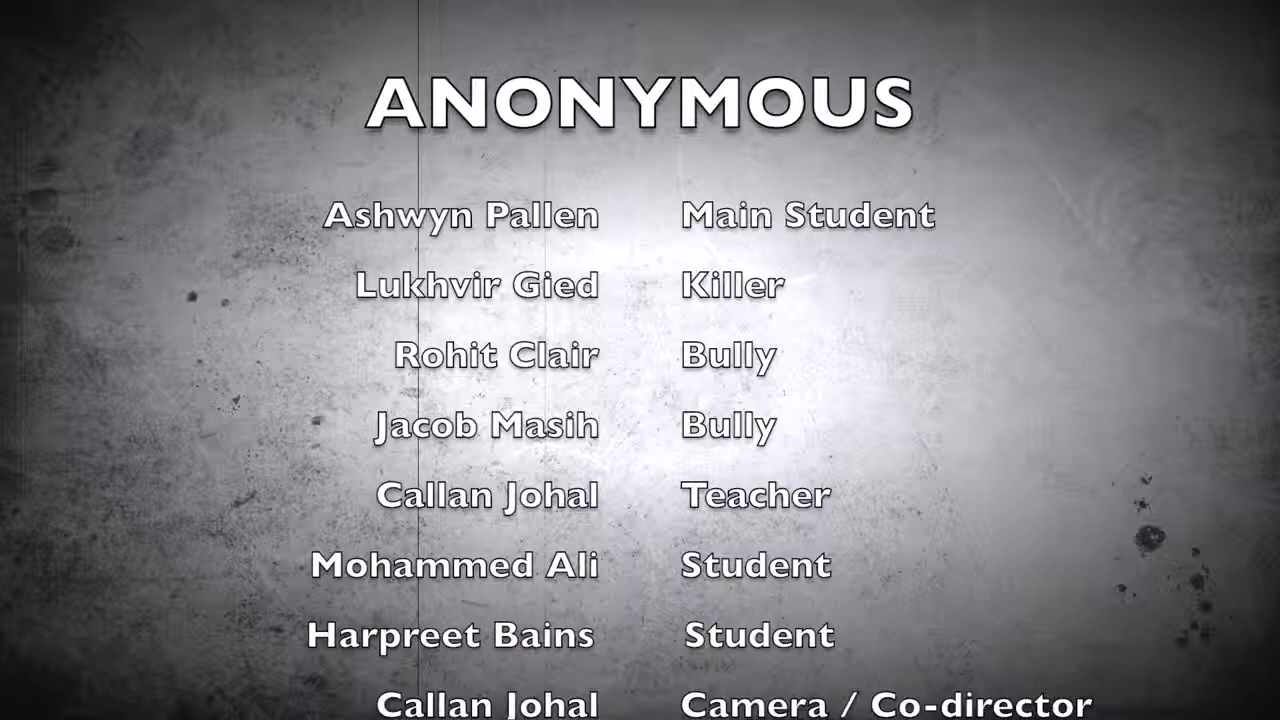 ANONYMOUS
Ashwyn Pallen Main Student
Lukhvir Gied Killer
Rohit Clair Bully
Jacob Masih Bully
Callan Johal Teacher
Mohammed Ali Student
Harpreet Bains Student
Callan Johal Camera / Co-director